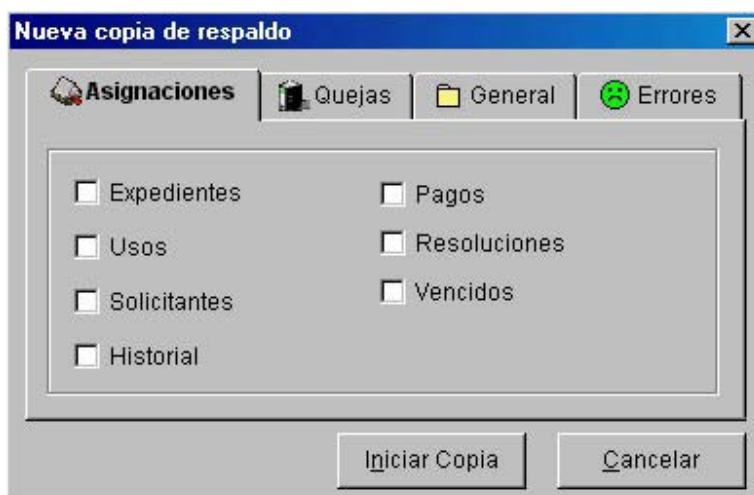 Nueva copia de respaldo
Asignaciones
Quejas
General
Errores
Expedientes
Usos
Solicitantes
Historial
Pagos
Resoluciones
Vencidos
Iniciar Copia
Cancelar